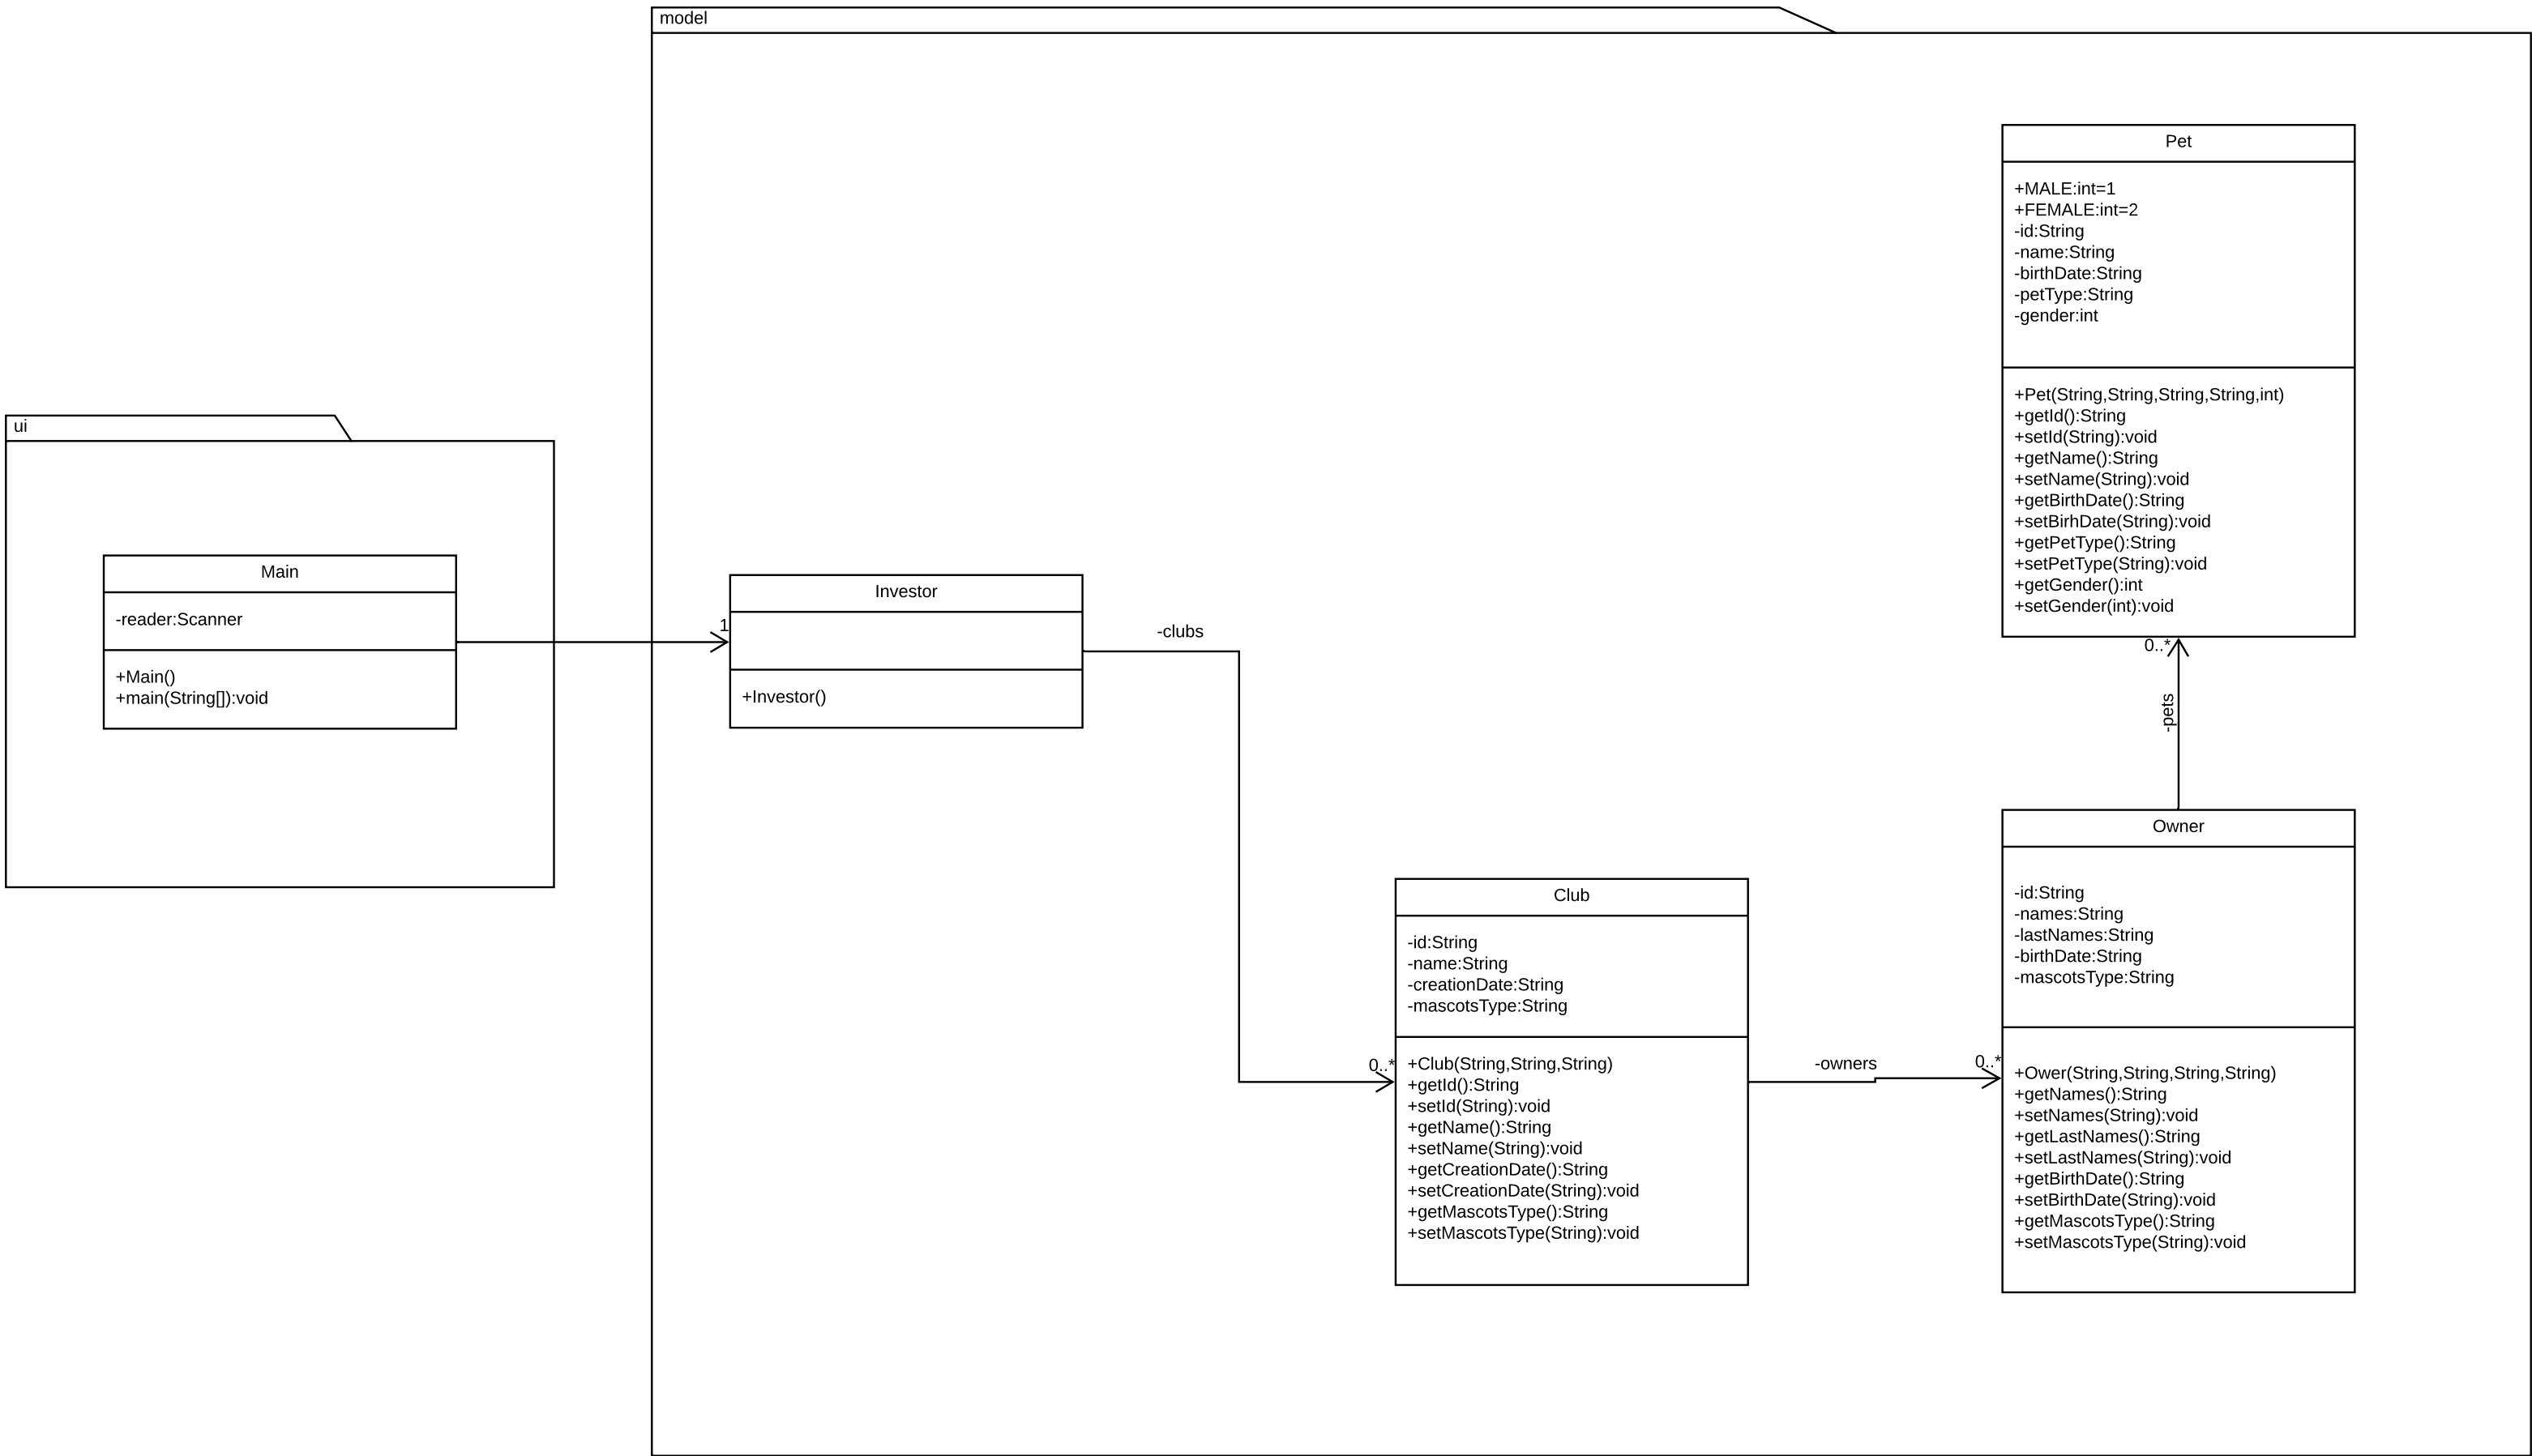 model
ui
Main
-reader:Scanner
+Main()
+main(String[]):void
1
Investor
+Investor()
-clubs
0..*
Club
-id:String
-name:String
-creationDate:String
-mascotsType:String
+Club(String,String,String)
+getId():String
+setId(String):void
+getName():String
+setName(String):void
+getCreationDate():String
+setCreationDate(String):void
+getMascotsType():String
+setMascotsType(String):void
-owners
0..*
Owner
-id:String
-names:String
-lastNames:String
-birthDate:String
-mascotsType:String
+Ower(String,String,String,String)
+getNames():String
+setNames(String):void
+getLastNames():String
+setLastNames(String):void
+getBirthDate():String
+setBirthDate(String):void
+getMascotsType():String
+setMascotsType(String):void
-pets
0..*
Pet
+MALE:int=1
+FEMALE:int=2
-id:String
-name:String
-birthDate:String
-petType:String
-gender:int
+Pet(String,String,String,String,int)
+getId():String
+setId(String):void
+getName():String
+setName(String):void
+getBirthDate():String
+setBirhDate(String):void
+getPetType():String
+setPetType(String):void
+getGender():int
+setGender(int):void